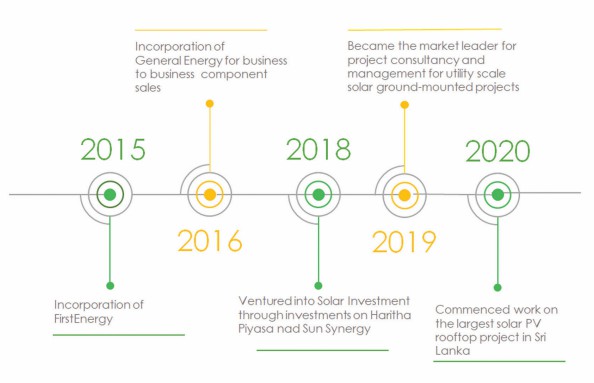 Incorporation of
General Energy for business
to business component
sales
Became the market leader for
project consultancy and
management for utility scale
solar ground-mounted projects
2015
2018
2020
2016
2019
Incorporation of
FirstEnergy
Ventured into Solar Investment
through investments on Haritha
Piyasa nad Sun Synergy
Commenced work on
the largest solar PV
rooftop project in Sri
Lanka